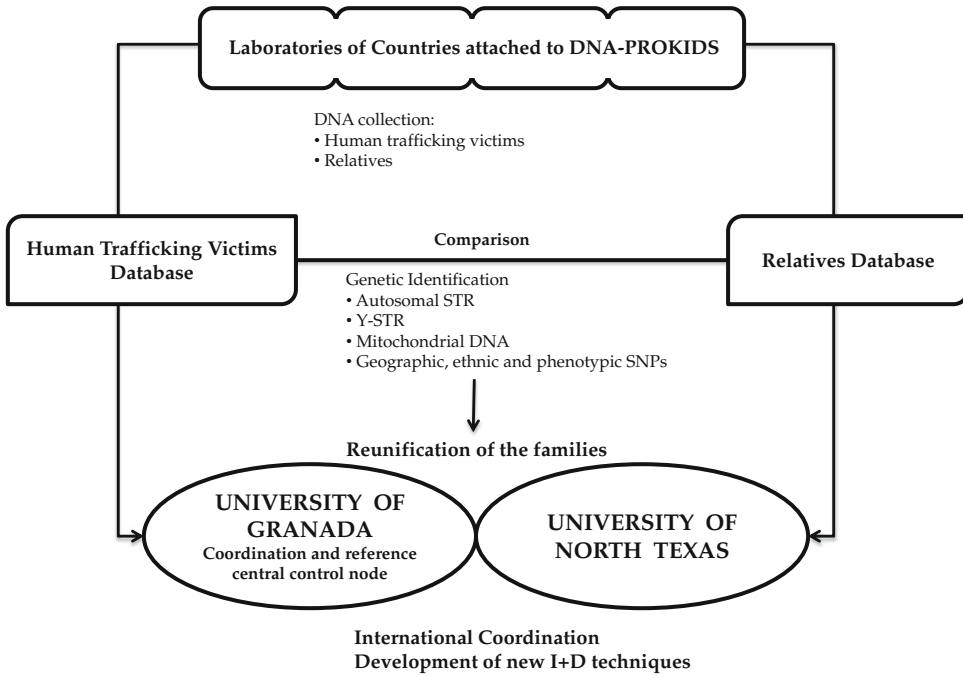 Laboratories of Countries attached to DNA-PROKIDS
DNA collection:
• Human trafficking victims
• Relatives
Human Trafficking Victims
Database
Comparison
Relatives Database
Genetic Identification
• Autosomal STR
• Y-STR
• Mitochondrial DNA
• Geographic, ethnic and phenotypic SNPs
Reunification of the families
UNIVERSITY OF
GRANADA
Coordination and reference
central control node
UNIVERSITY OF
NORTH TEXAS
International Coordination
Development of new I+D techniques